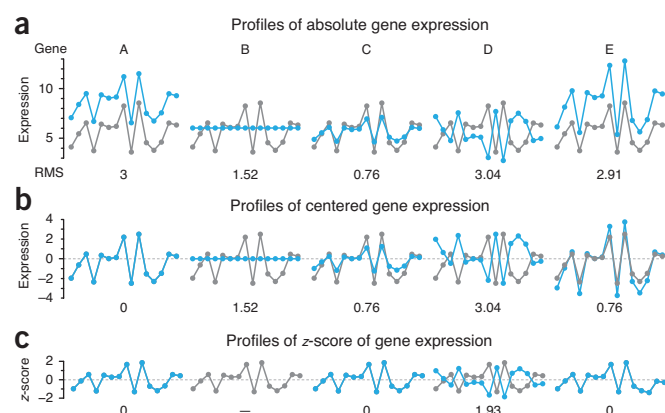 a Profiles of absolute gene expression
Gene A B C D E
Expression
10
5
RMS 3 1.52 0.76 3.04 2.91
b Profiles of centered gene expression
Expression
4
2
0
−2
−4
0 1.52 0.76 3.04 0.76
c Profiles of z-score of gene expression
z-score
2
0
−2
0 — 0 1.93 0